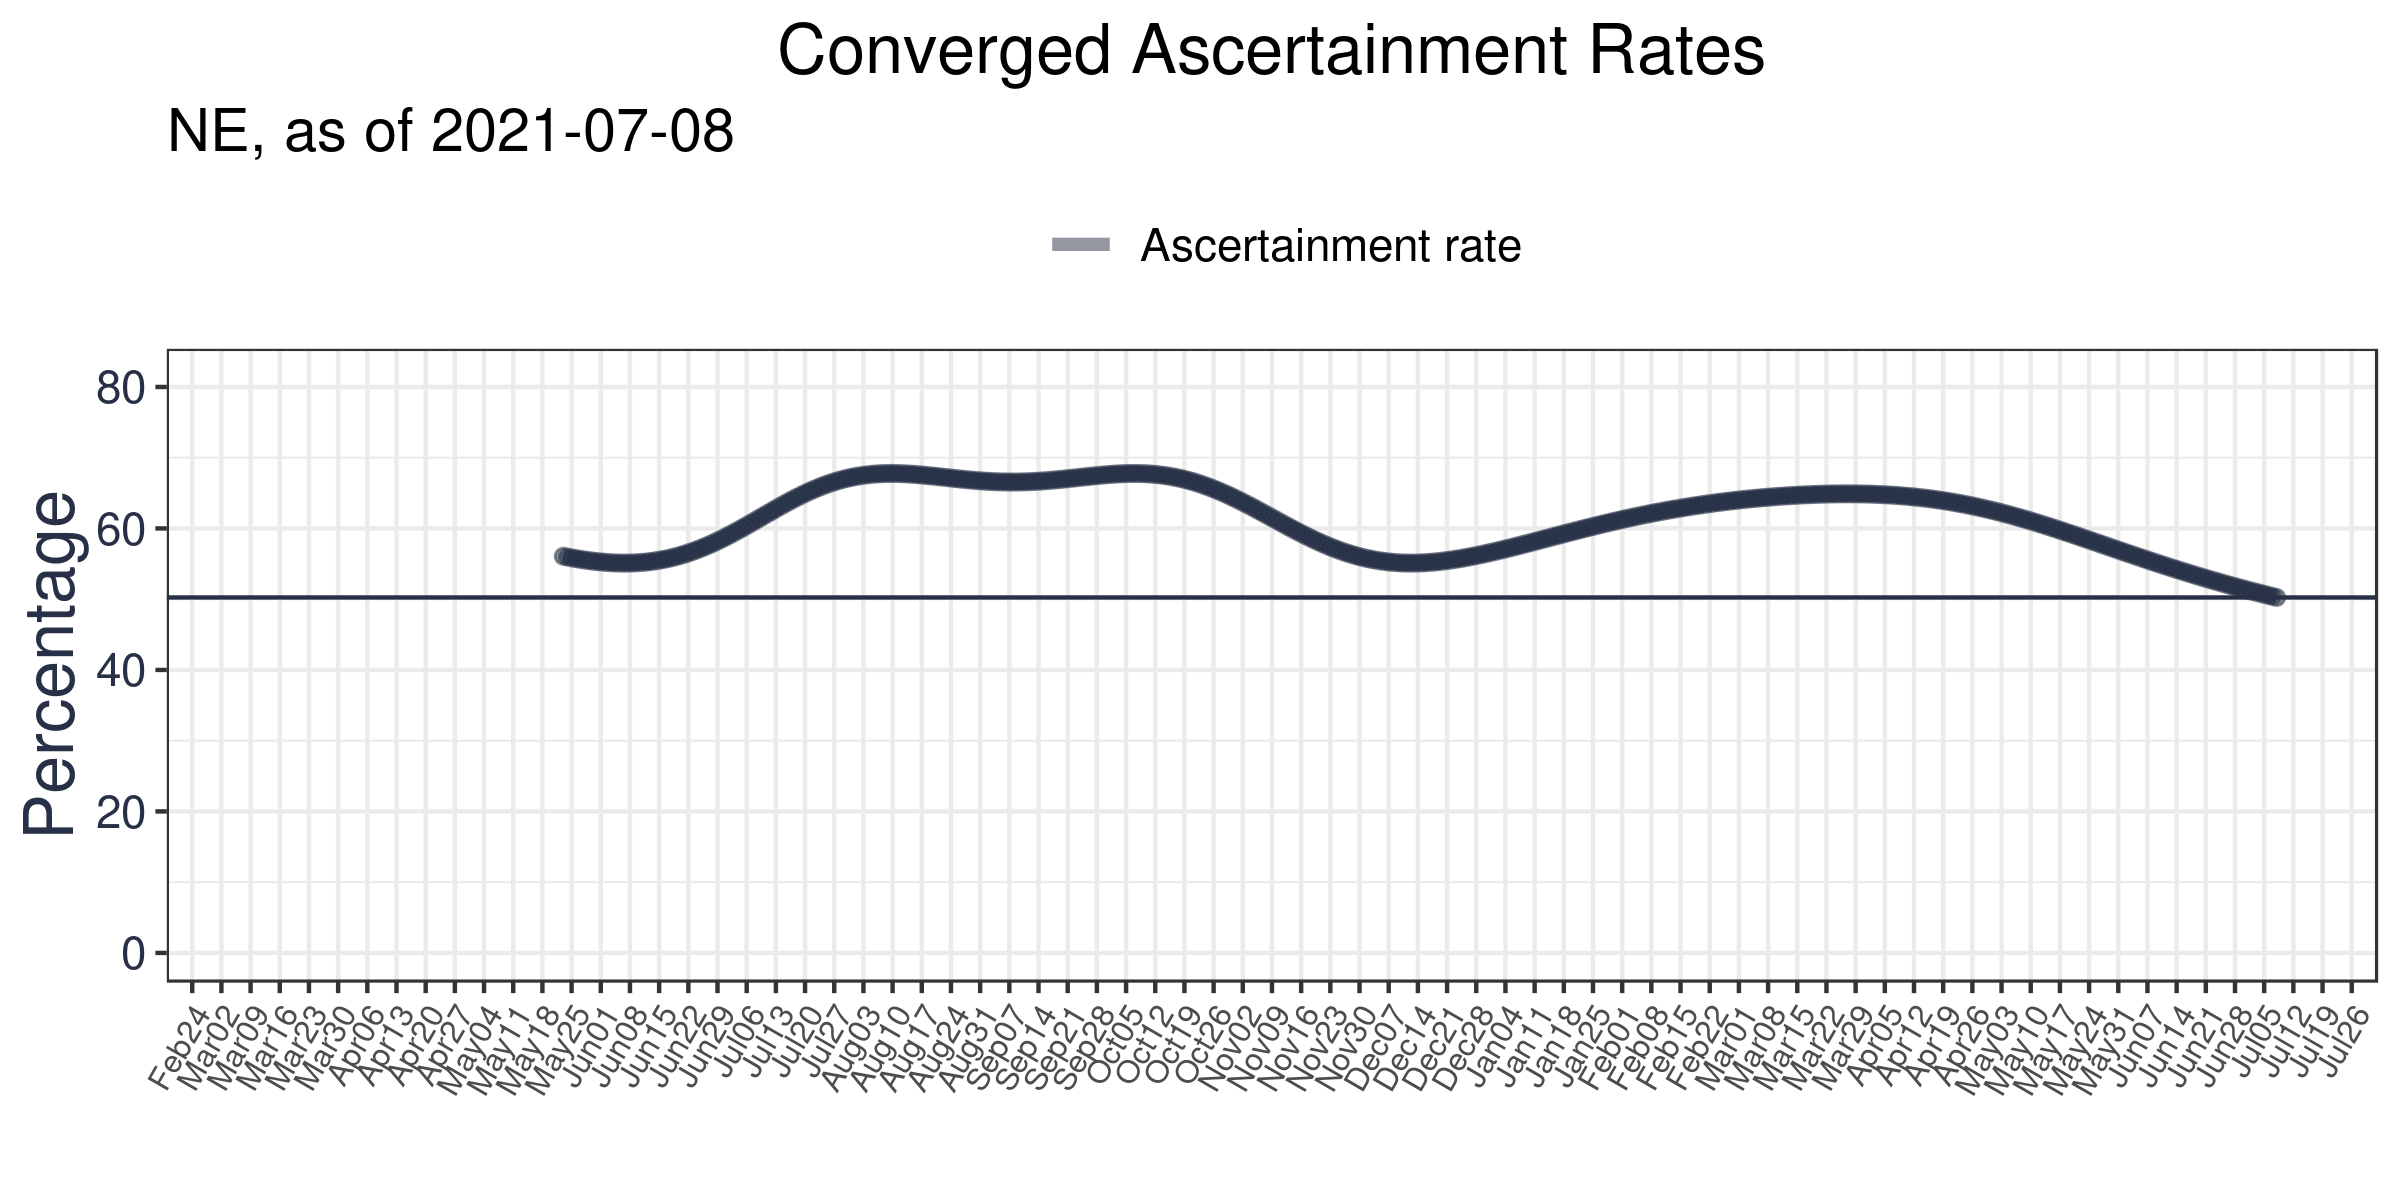 Converged Ascertainment Rates
NE, as of 2021-07-08
Ascertainment rate
Percentage
80
60
40
20
0
Feb24 Mar02 Mar09 Mar16 Mar23 Mar30 Apr06 Apr13 Apr20 Apr27 May04 May11 May18 May25 Jun01 Jun08 Jun15 Jun22 Jun29 Jul06 Jul13 Jul20 Jul27 Aug03 Aug10 Aug17 Aug24 Aug31 Sep07 Sep14 Sep21 Sep28 Oct05 Oct12 Oct19 Oct26 Nov02 Nov09 Nov16 Nov23 Nov30 Dec07 Dec14 Dec21 Dec28 Jan04 Jan11 Jan18 Jan25 Feb01 Feb08 Feb15 Feb22 Mar01 Mar08 Mar15 Mar22 Mar29 Apr05 Apr12 Apr19 Apr26 May03 May10 May17 May24 May31 Jun07 Jun14 Jun21 Jun28 Jul05 Jul12 Jul19 Jul26